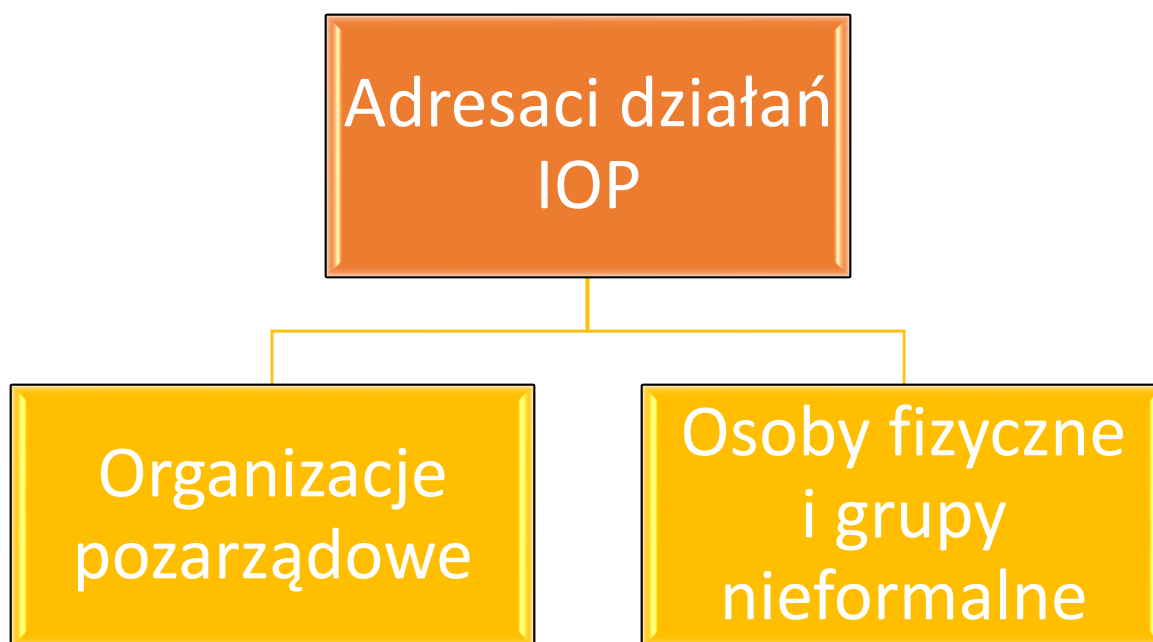 Adresaci działań
IOP
Organizacje
pozarządowe
Osoby fizyczne
i grupy
nieformalne